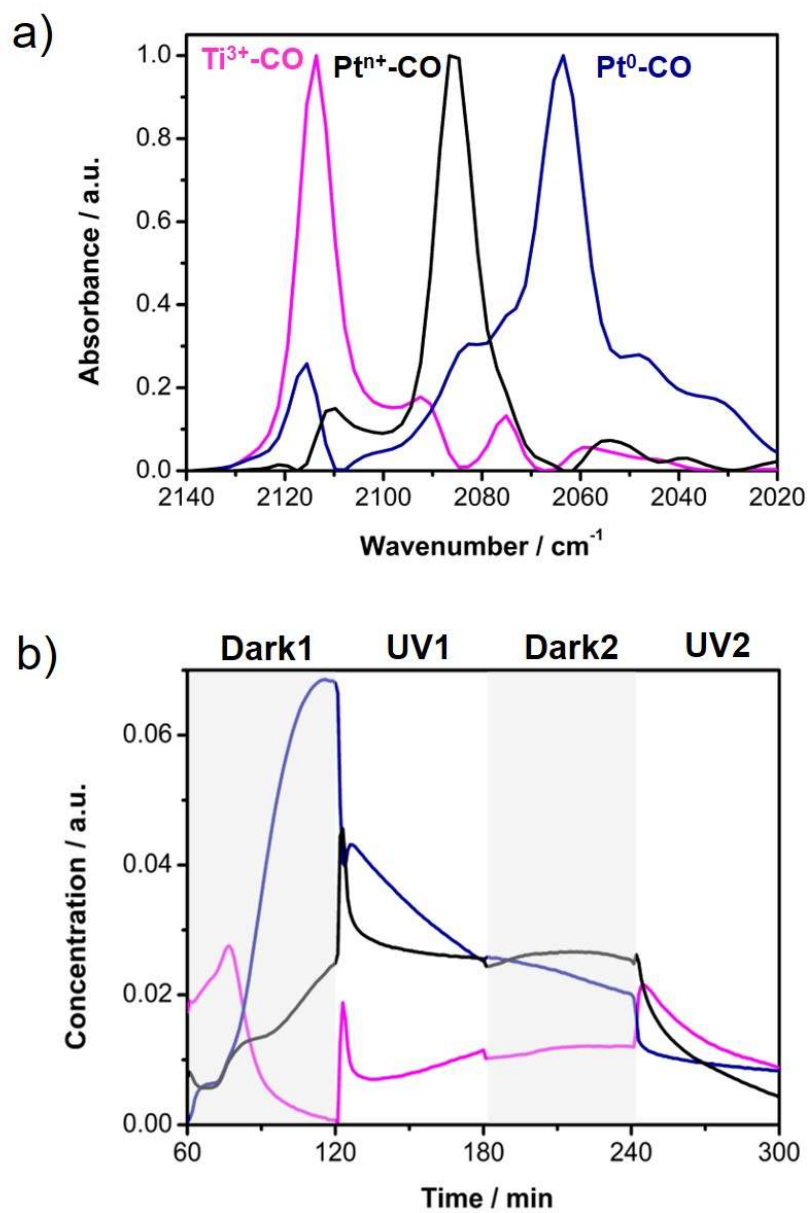 a)
Ti³⁺-CO Ptⁿ⁺-CO Pt⁰-CO
1.0
0.8
0.6
0.4
0.2
0.0
Absorbance / a.u.
2140 2120 2100 2080 2060 2040 2020
Wavenumber / cm⁻¹
b)
Dark1 UV1 Dark2 UV2
0.06
0.04
0.02
0.00
Concentration / a.u.
60 120 180 240 300
Time / min